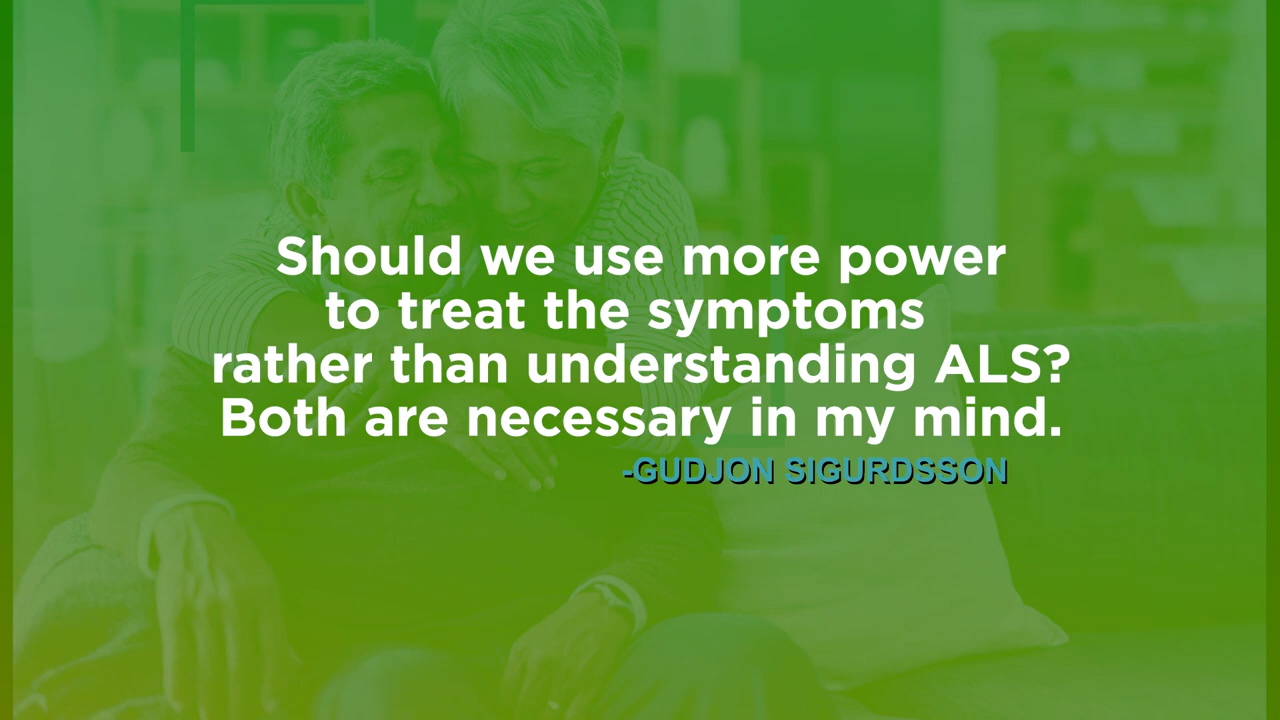 Should we use more power
to treat the symptoms
rather than understanding ALS?
Both are necessary in my mind.
-GUDJON SIGURDSSON